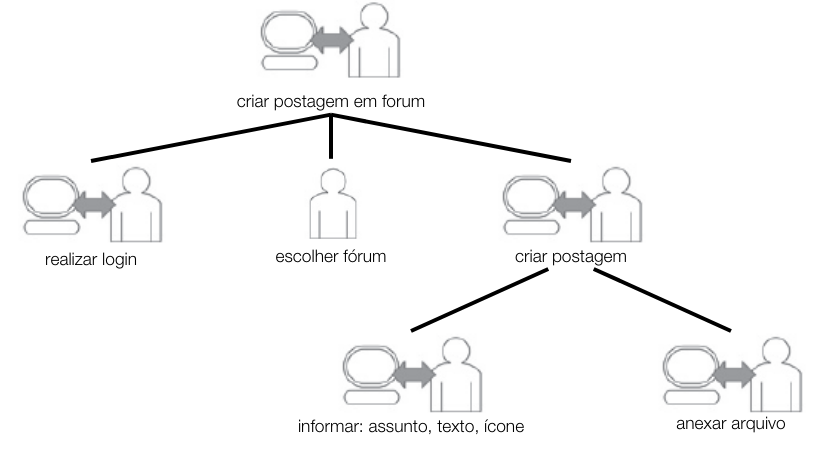 criar postagem em forum
realizar login
escolher fórum
criar postagem
informar: assunto, texto, ícone
anexar arquivo